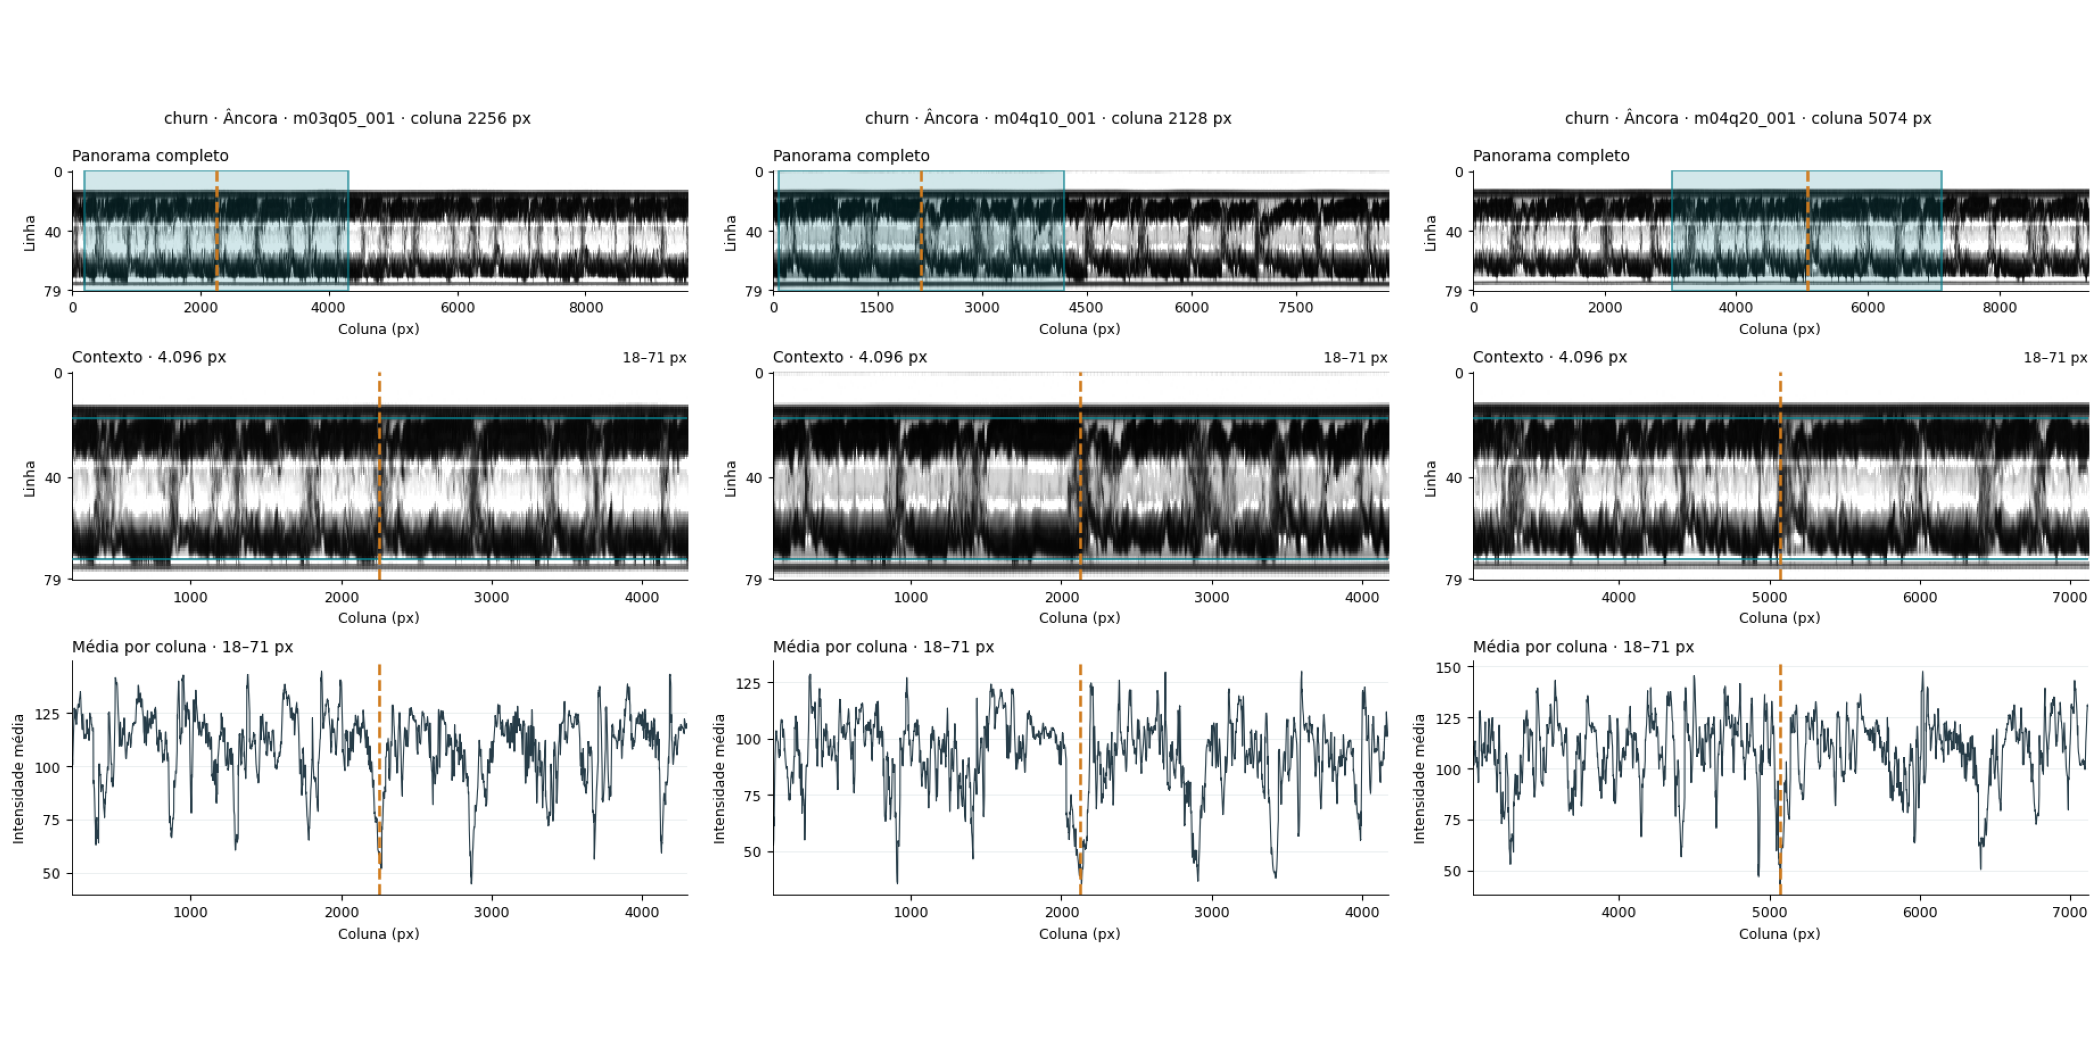 churn · Âncora · m03q05_001 · coluna 2256 px
Panorama completo
0
40
79
Linha
0 2000 4000 6000 8000
Coluna (px)
Contexto · 4.096 px 18–71 px
0
40
79
Linha
1000 2000 3000 4000
Coluna (px)
Média por coluna · 18–71 px
125
100
75
50
Intensidade média
1000 2000 3000 4000
Coluna (px)
churn · Âncora · m04q10_001 · coluna 2128 px
Panorama completo
0
40
79
Linha
0 1500 3000 4500 6000 7500
Coluna (px)
Contexto · 4.096 px 18–71 px
0
40
79
Linha
1000 2000 3000 4000
Coluna (px)
Média por coluna · 18–71 px
125
100
75
50
Intensidade média
1000 2000 3000 4000
Coluna (px)
churn · Âncora · m04q20_001 · coluna 5074 px
Panorama completo
0
40
79
Linha
0 2000 4000 6000 8000
Coluna (px)
Contexto · 4.096 px 18–71 px
0
40
79
Linha
4000 5000 6000 7000
Coluna (px)
Média por coluna · 18–71 px
150
125
100
75
50
Intensidade média
4000 5000 6000 7000
Coluna (px)